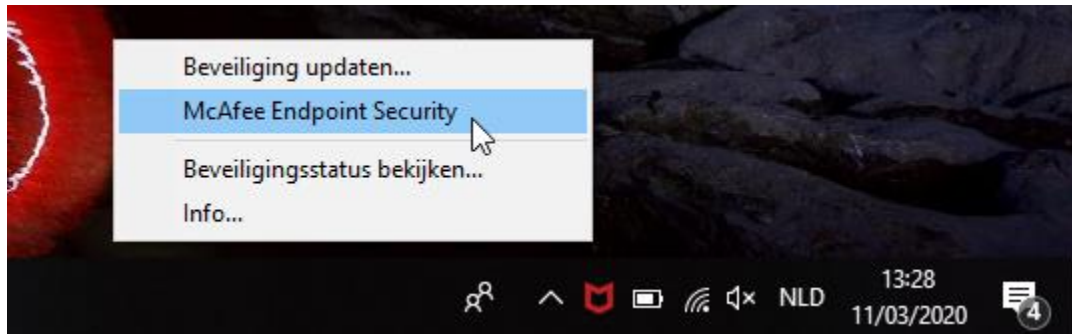 Beveiliging updaten...
McAfee Endpoint Security
Beveiligingsstatus bekijken...
Info...
NLD
13:28
11/03/2020
4